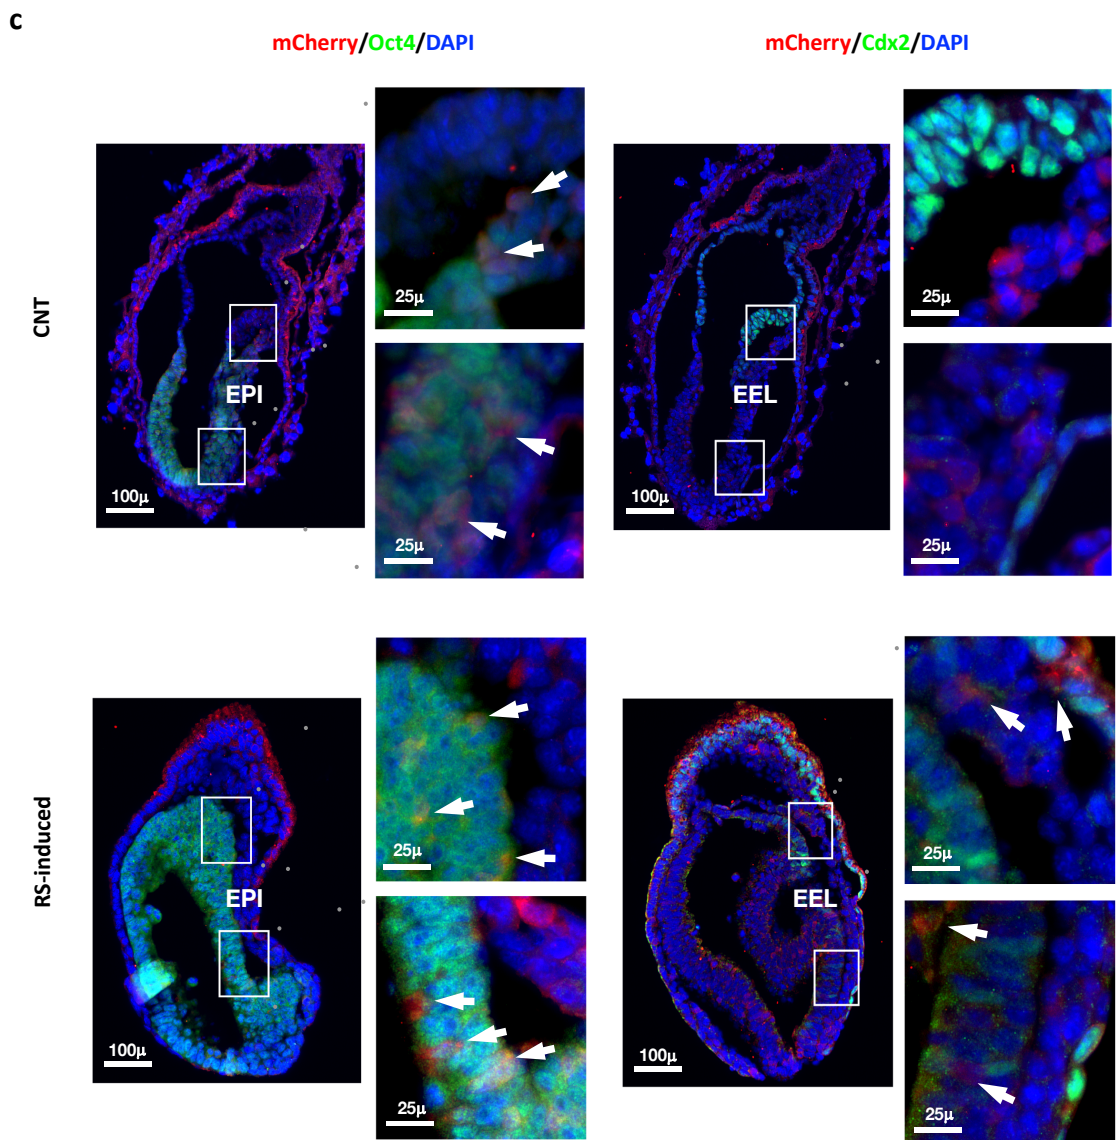 c
mCherry/Oct4/DAPI
mCherry/Cdx2/DAPI
CNT
EPI
100μ
25μ
25μ
EEL
100μ
25μ
25μ
RS-induced
EPI
100μ
25μ
25μ
EEL
100μ
25μ
25μ